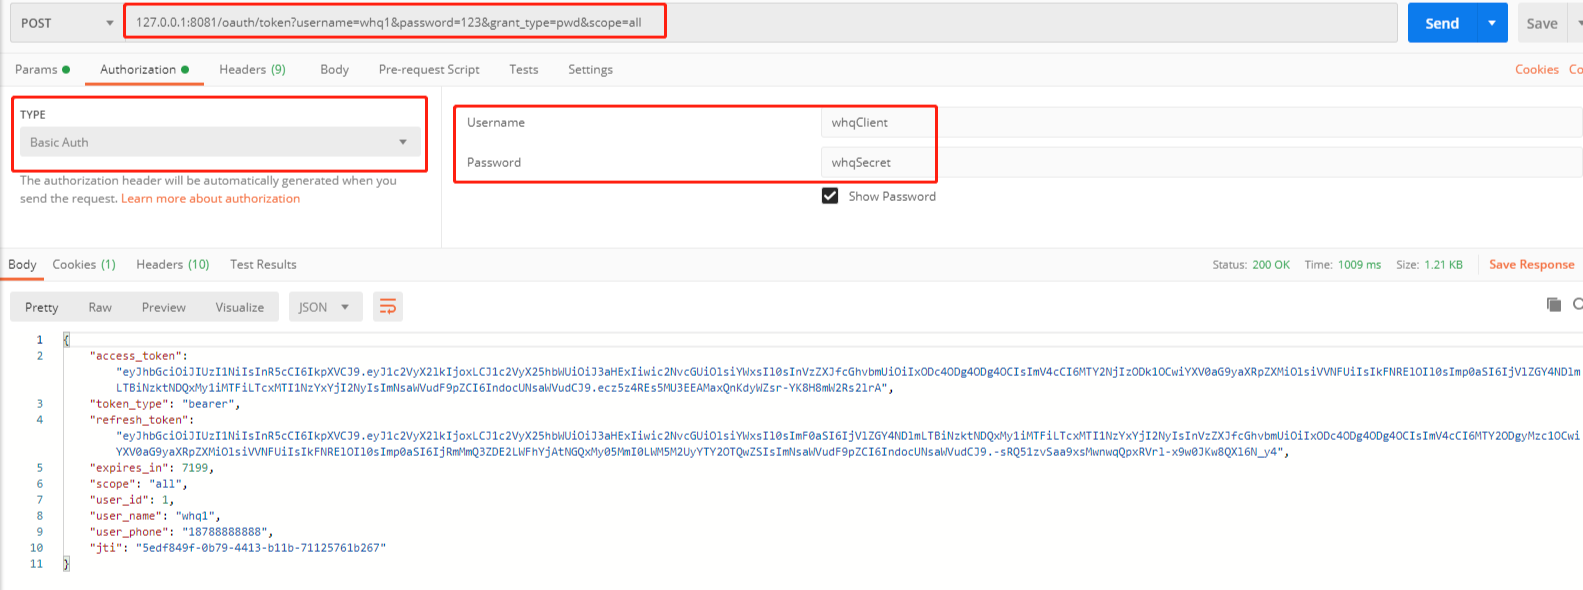 POST 127.0.0.1:8081/oauth/token?username=whq1&password=123&grant_type=pwd&scope=all Send Save
Params Authorization Headers (9) Body Pre-request Script Tests Settings Cookies Co
TYPE
Basic Auth
The authorization header will be automatically generated when you
send the request. Learn more about authorization
Username whqClient
Password whqSecret
Show Password
Body Cookies (1) Headers (10) Test Results Status: 200 OK Time: 1009 ms Size: 1.21 KB Save Response
Pretty Raw Preview Visualize JSON
1 {
2 "access_token":
"eyJhbGciOiJIUzI1NiIsInR5cCI6IkpXVCJ9.eyJ1c2VyX2lkIjoxLCJ1c2VyX25hbWUiOiJ3aHExIiwic2NvcGUiOlsiYWxsIl0sInVzZXJfcGhvbmUiOiIxODc4ODg4ODg4OCIsImV4cCI6MTY2NjIzODk1OCwiYXV0aG9yaXRpZXMiOlsiVVNFUiIsIkFNRElOIl0sImp0aSI6IjVlZGY4NDlm
LTBiNzktNDQxMy1iMTFiLTcxMTI1NzYxYjI2NyIsImNsaWVudF9pZCI6IndocUNsaWVudCJ9.ecz5z4REs5MU3EEAMaxQnKdyWZsr-YK8H8mW2Rs2lrA",
3 "token_type": "bearer",
4 "refresh_token":
"eyJhbGciOiJIUzI1NiIsInR5cCI6IkpXVCJ9.eyJ1c2VyX2lkIjoxLCJ1c2VyX25hbWUiOiJ3aHExIiwic2NvcGUiOlsiYWxsIl0sImF0aSI6IjVlZGY4NDlmLTBiNzktNDQxMy1iMTFiLTcxMTI1NzYxYjI2NyIsInVzZXJfcGhvbmUiOiIxODc4ODg4ODg4OCIsImV4cCI6MTY2ODgyMzc1OCwi
YXV0aG9yaXRpZXMiOlsiVVNFUiIsIkFNRElOIl0sImp0aSI6IjRmMmQ3ZDE2LWFhYjAtNGQxMy05MmI0LWM5M2UyYTY2OTQwZSIsImNsaWVudF9pZCI6IndocUNsaWVudCJ9.-sRQ51zvSaa9xsMwnwqQpxRVrl-x9w0JKw8QXl6N_y4",
5 "expires_in": 7199,
6 "scope": "all",
7 "user_id": 1,
8 "user_name": "whq1",
9 "user_phone": "18788888888",
10 "jti": "5edf849f-0b79-4413-b11b-71125761b267"
11 }